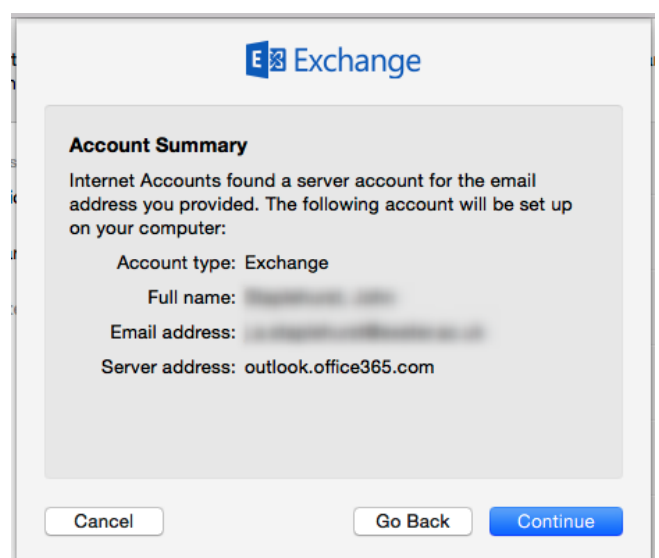 Exchange
Account Summary
Internet Accounts found a server account for the email
address you provided. The following account will be set up
on your computer:
Account type: Exchange
Full name:
Email address:
Server address: outlook.office365.com
Cancel
Go Back
Continue